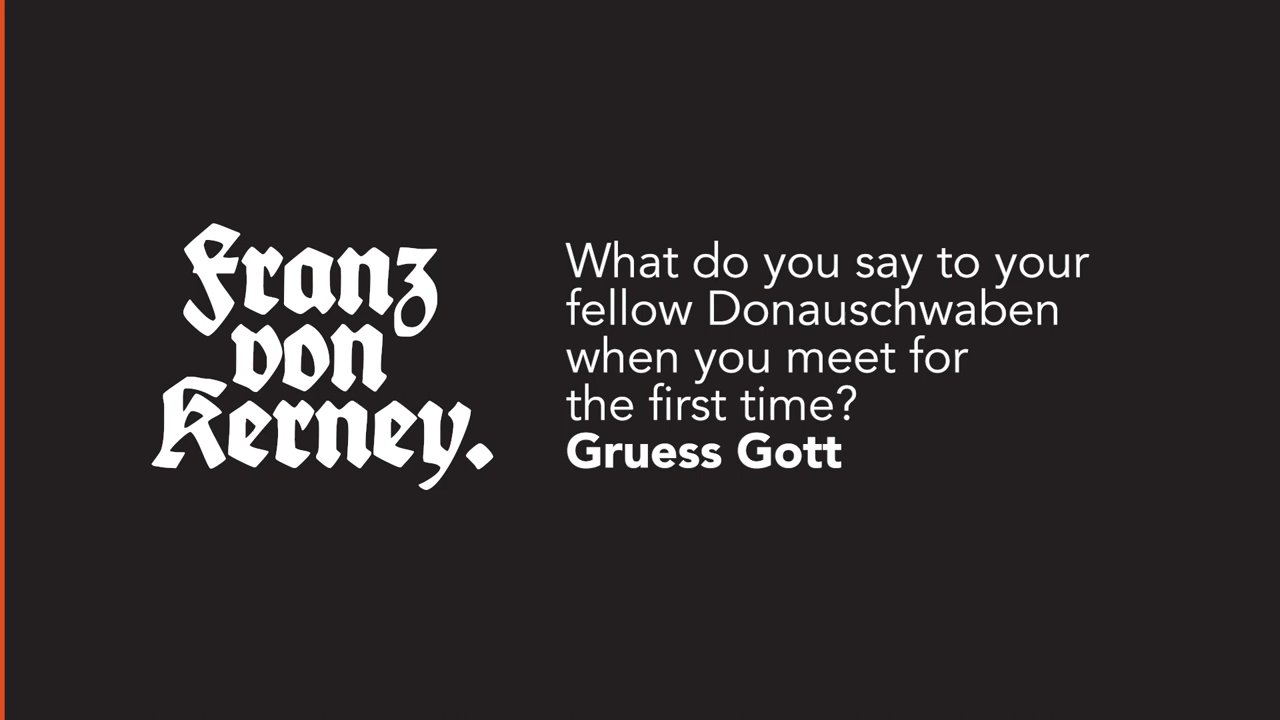 Franz
von
Kerney.
What do you say to your
fellow Donauschwaben
when you meet for
the first time?
Gruess Gott